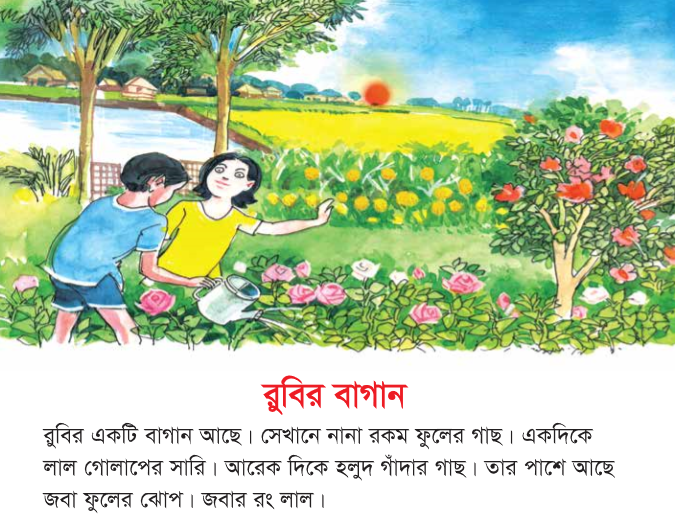 রুবির বাগান
রুবির একটি বাগান আছে। সেখানে নানা রকম ফুলের গাছ। একদিকে
লাল গোলাপের সারি। আরেক দিকে হলুদ গাঁদার গাছ। তার পাশে আছে
জবা ফুলের ঝোপ। জবার রং লাল।